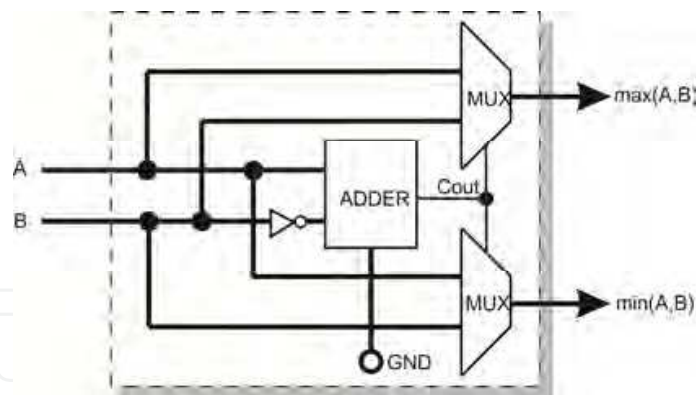 MUX
max(A,B)
A
ADDER
Cout
B
MUX
min(A,B)
GND